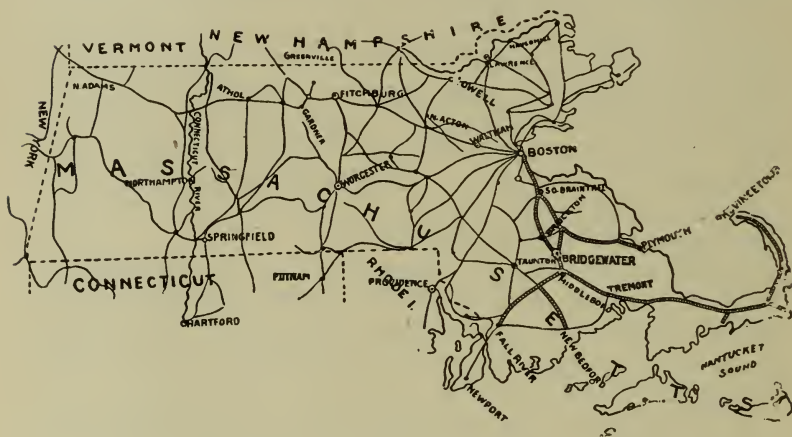 VERMONT
NEW HAMPSHIRE
GREENVILLE
HAVERHILL
LAWRENCE
LOWELL
N. ADAMS
ATHOL
FITCHBURG
GARDNER
N. ACTON
WALTHAM
NEW YORK
BOSTON
MASSACHUSETTS
CONNECTICUT RIVER
NORTHAMPTON
WORCESTER
SO. BRAINTREE
PLYMOUTH
PROVINCETOWN
SPRINGFIELD
TAUNTON
BRIDGEWATER
CONNECTICUT
PUTNAM
RHODE I.
PROVIDENCE
MIDDLEBORO
TREMONT
HARTFORD
FALL RIVER
NEW BEDFORD
NANTUCKET
SOUND
NEWPORT